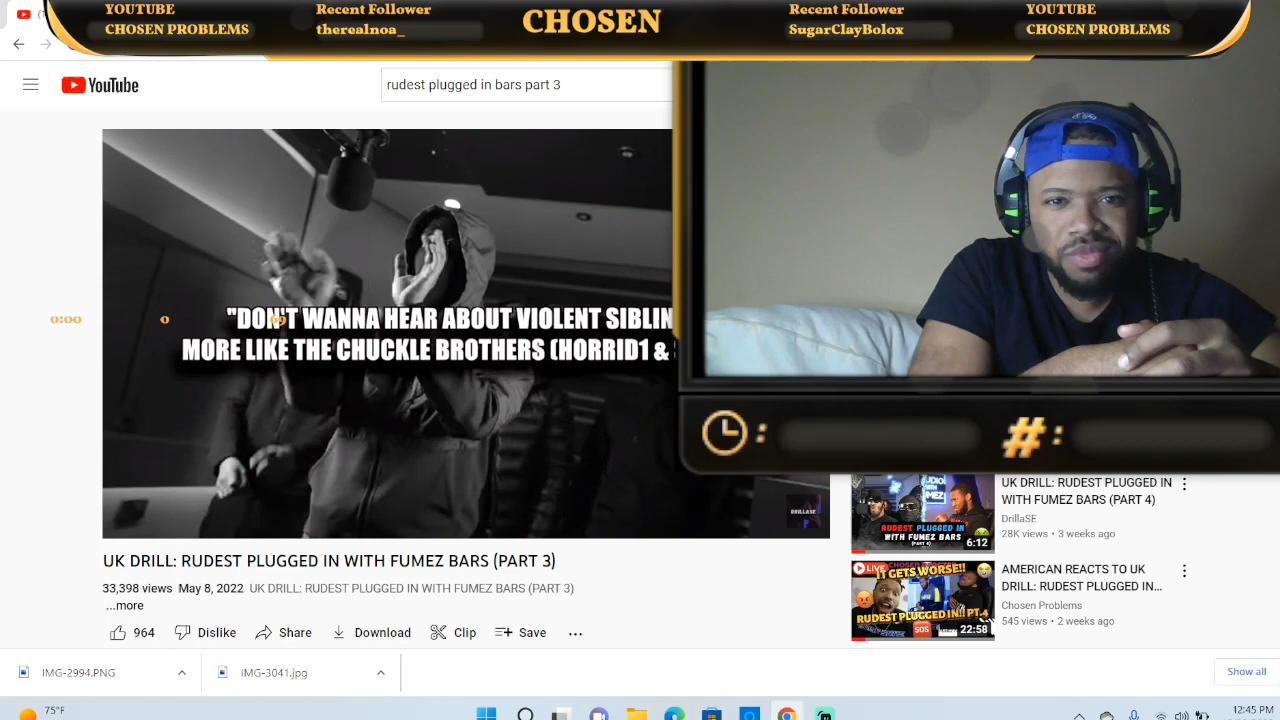 YOUTUBE
CHOSEN PROBLEMS
Recent Follower
therealnoa_
CHOSEN
Recent Follower
SugarClayBolox
YOUTUBE
CHOSEN PROBLEMS
YouTube
rudest plugged in bars part 3
"DON'T WANNA HEAR ABOUT VIOLENT SIBLIN
MORE LIKE THE CHUCKLE BROTHERS (HORRID1 &
0:00
0
DRILLASE
UK DRILL: RUDEST PLUGGED IN WITH FUMEZ BARS (PART 3)
33,398 views May 8, 2022 UK DRILL: RUDEST PLUGGED IN WITH FUMEZ BARS (PART 3)
...more
964
Dislike
Share
Download
Clip
Save
:
# :
RUDEST PLUGGED IN
WITH FUMEZ BARS
(PART 4)
6:12
UK DRILL: RUDEST PLUGGED IN
WITH FUMEZ BARS (PART 4)
DrillaSE
28K views • 3 weeks ago
LIVE
IT GETS WORSE!!
RUDEST PLUGGED IN!! PT.4
SOS
22:58
AMERICAN REACTS TO UK
DRILL: RUDEST PLUGGED IN...
Chosen Problems
545 views • 2 weeks ago
IMG-2994.PNG
IMG-3041.jpg
Show all
75°F
12:45 PM